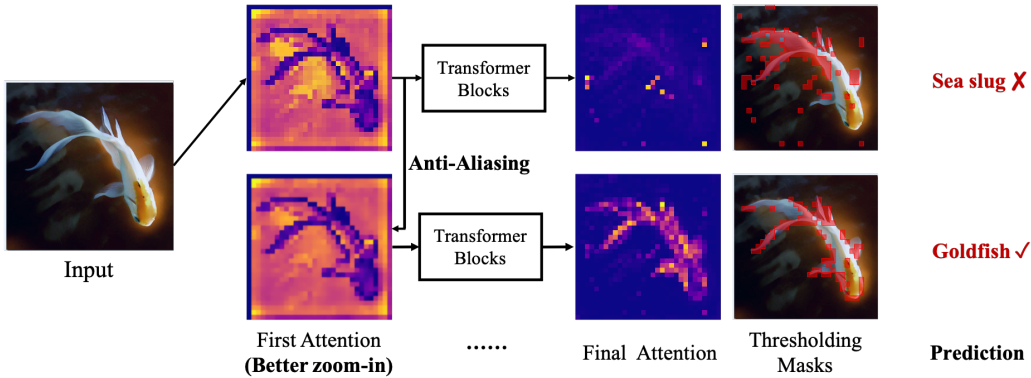 Transformer
Blocks
Sea slug ✗
Anti-Aliasing
Transformer
Blocks
Goldfish ✓
Input
First Attention
(Better zoom-in)
......
Final Attention
Thresholding
Masks
Prediction